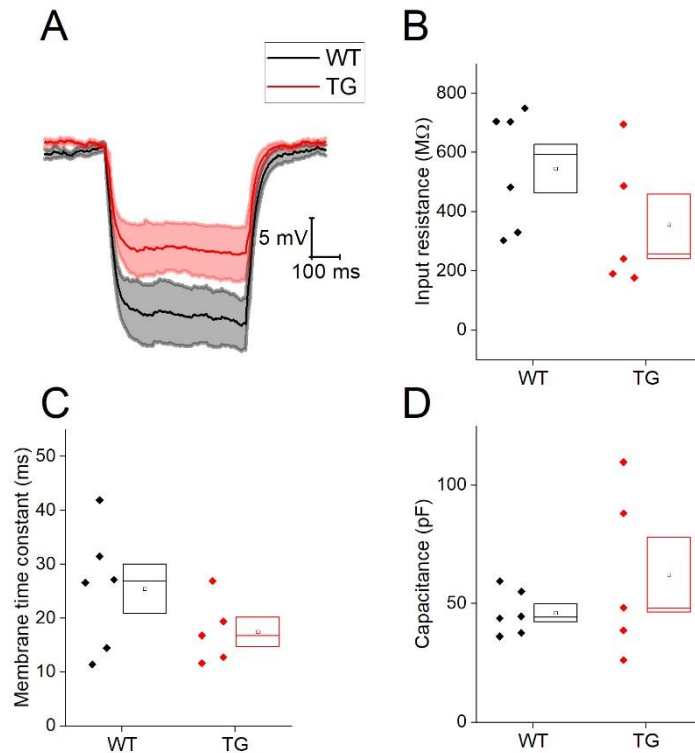 A
WT
TG
5 mV
100 ms
B
Input resistance (MΩ)
800
600
400
200
0
WT
TG
C
Membrane time constant (ms)
50
40
30
20
10
0
WT
TG
D
Capacitance (pF)
100
50
0
WT
TG